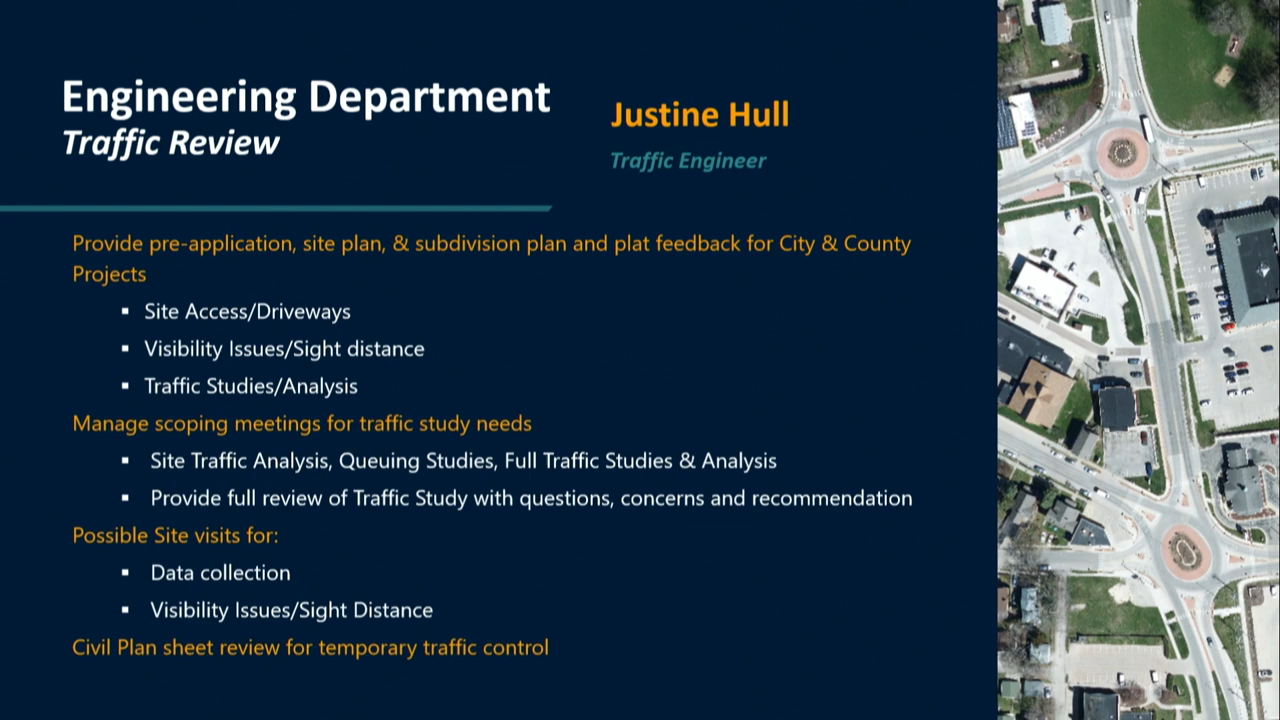 Engineering Department
Traffic Review
Justine Hull
Traffic Engineer
Provide pre-application, site plan, & subdivision plan and plat feedback for City & County
Projects
▪ Site Access/Driveways
▪ Visibility Issues/Sight distance
▪ Traffic Studies/Analysis
Manage scoping meetings for traffic study needs
▪ Site Traffic Analysis, Queuing Studies, Full Traffic Studies & Analysis
▪ Provide full review of Traffic Study with questions, concerns and recommendation
Possible Site visits for:
▪ Data collection
▪ Visibility Issues/Sight Distance
Civil Plan sheet review for temporary traffic control